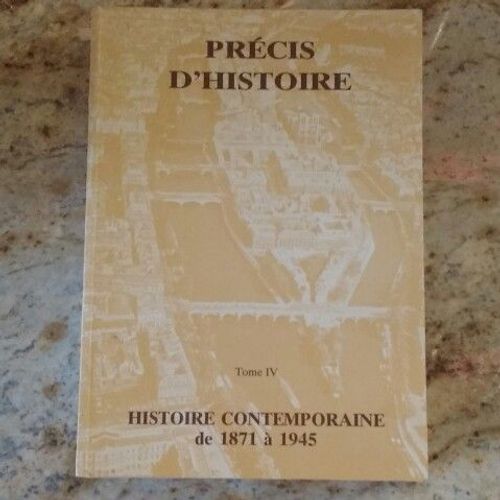 PRÉCIS
D'HISTOIRE
Tome IV
HISTOIRE CONTEMPORAINE
de 1871 à 1945